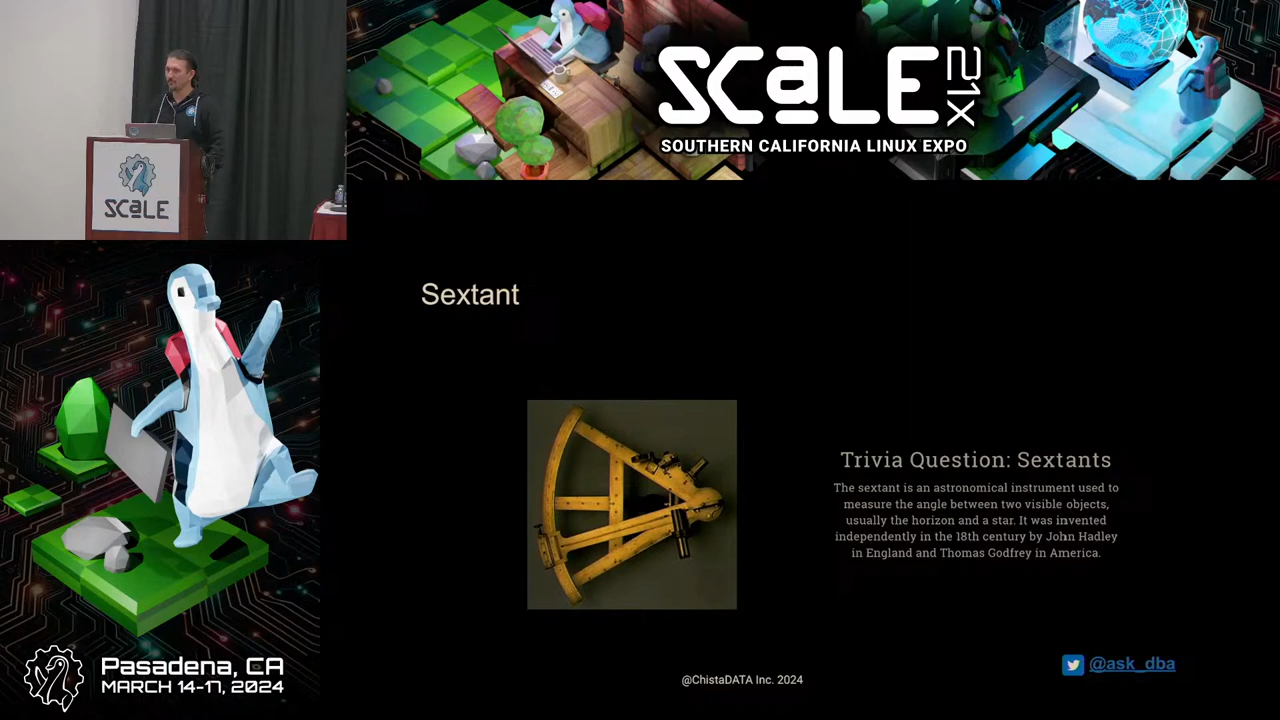 SCaLE 21X
SOUTHERN CALIFORNIA LINUX EXPO
SCaLE
Sextant
Trivia Question: Sextants
The sextant is an astronomical instrument used to
measure the angle between two visible objects,
usually the horizon and a star. It was invented
independently in the 18th century by John Hadley
in England and Thomas Godfrey in America.
Pasadena, CA
MARCH 14-17, 2024
@ChistaDATA Inc. 2024
@ask_dba